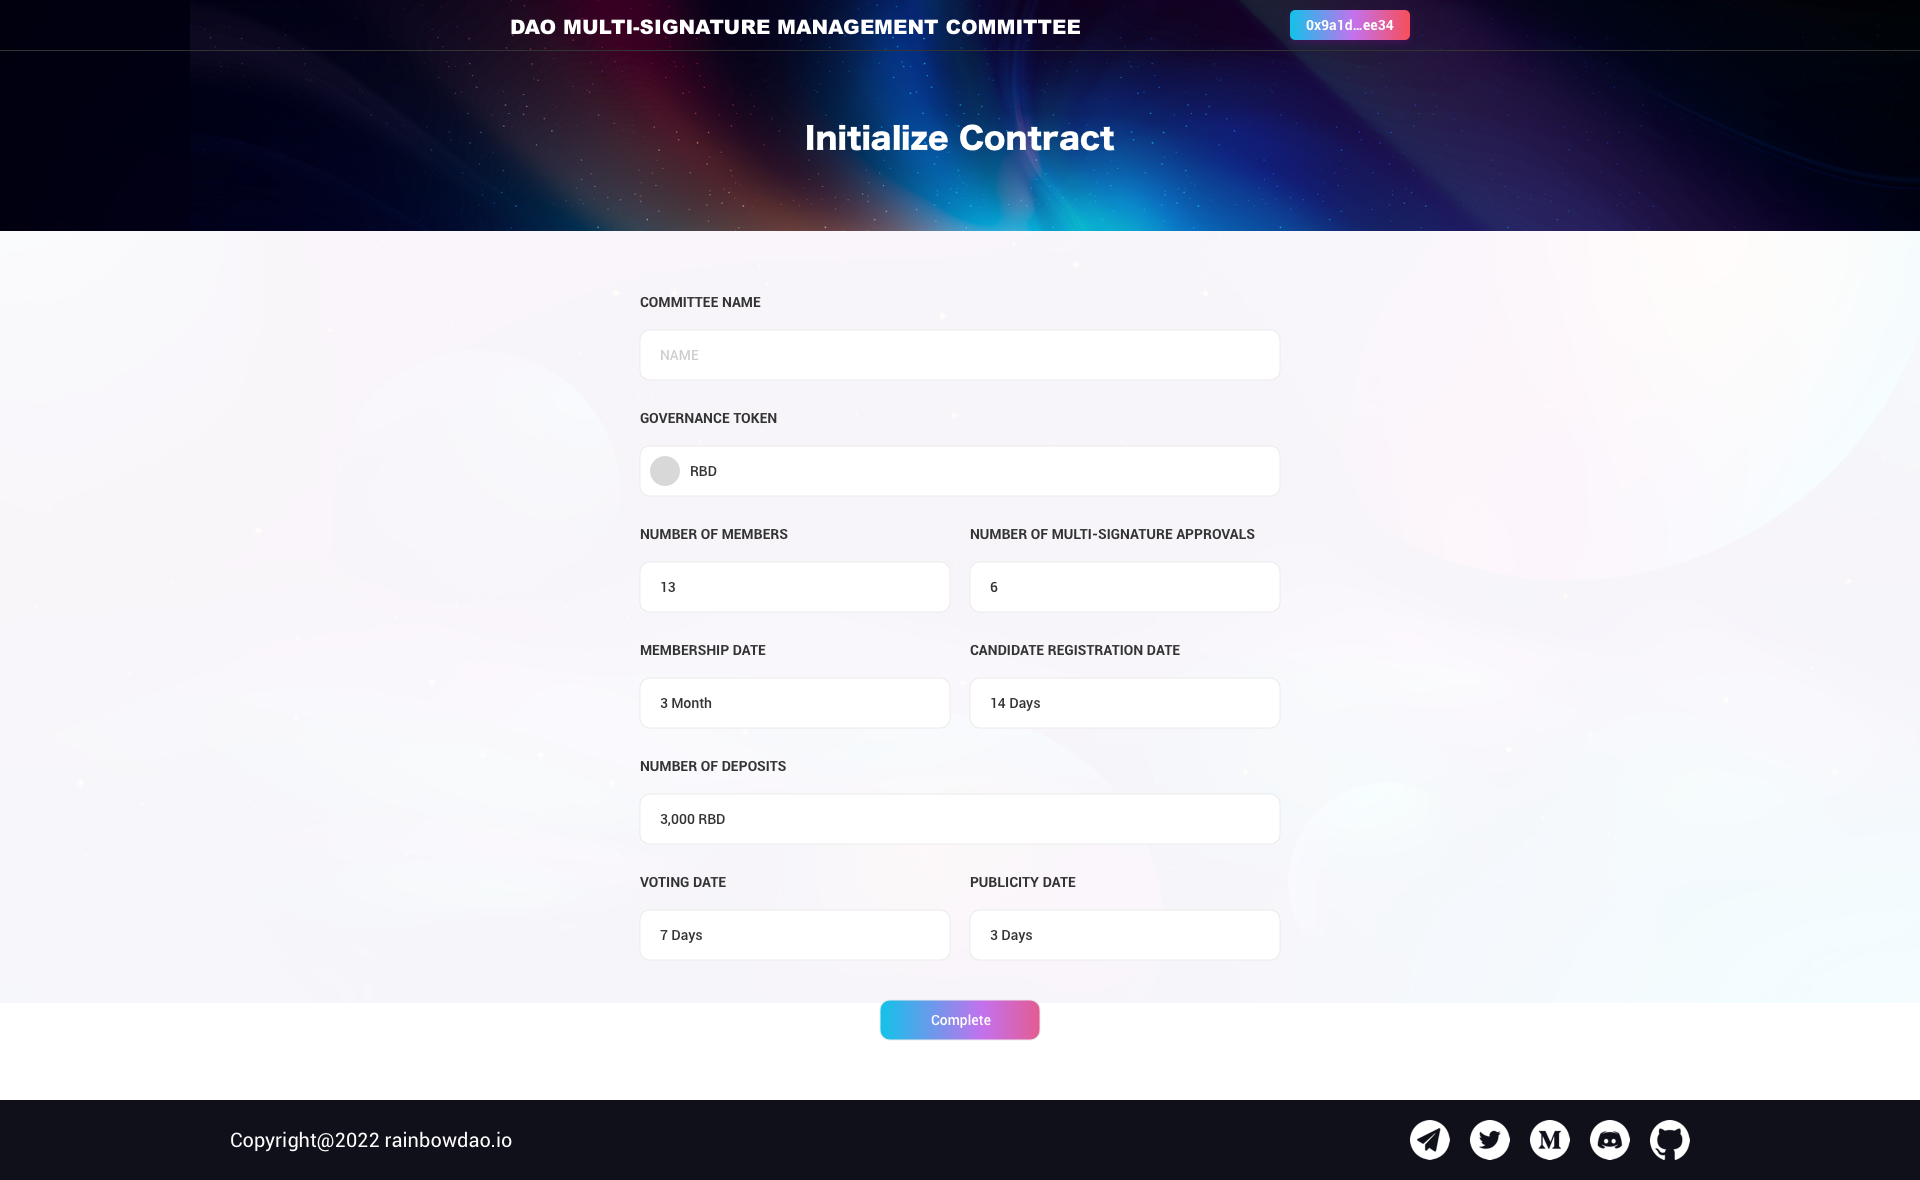 DAO MULTI-SIGNATURE MANAGEMENT COMMITTEE
0x9a1d...ee34
Initialize Contract
COMMITTEE NAME
NAME
GOVERNANCE TOKEN
RBD
NUMBER OF MEMBERS
NUMBER OF MULTI-SIGNATURE APPROVALS
13
6
MEMBERSHIP DATE
CANDIDATE REGISTRATION DATE
3 Month
14 Days
NUMBER OF DEPOSITS
3,000 RBD
VOTING DATE
PUBLICITY DATE
7 Days
3 Days
Complete
Copyright@2022 rainbowdao.io